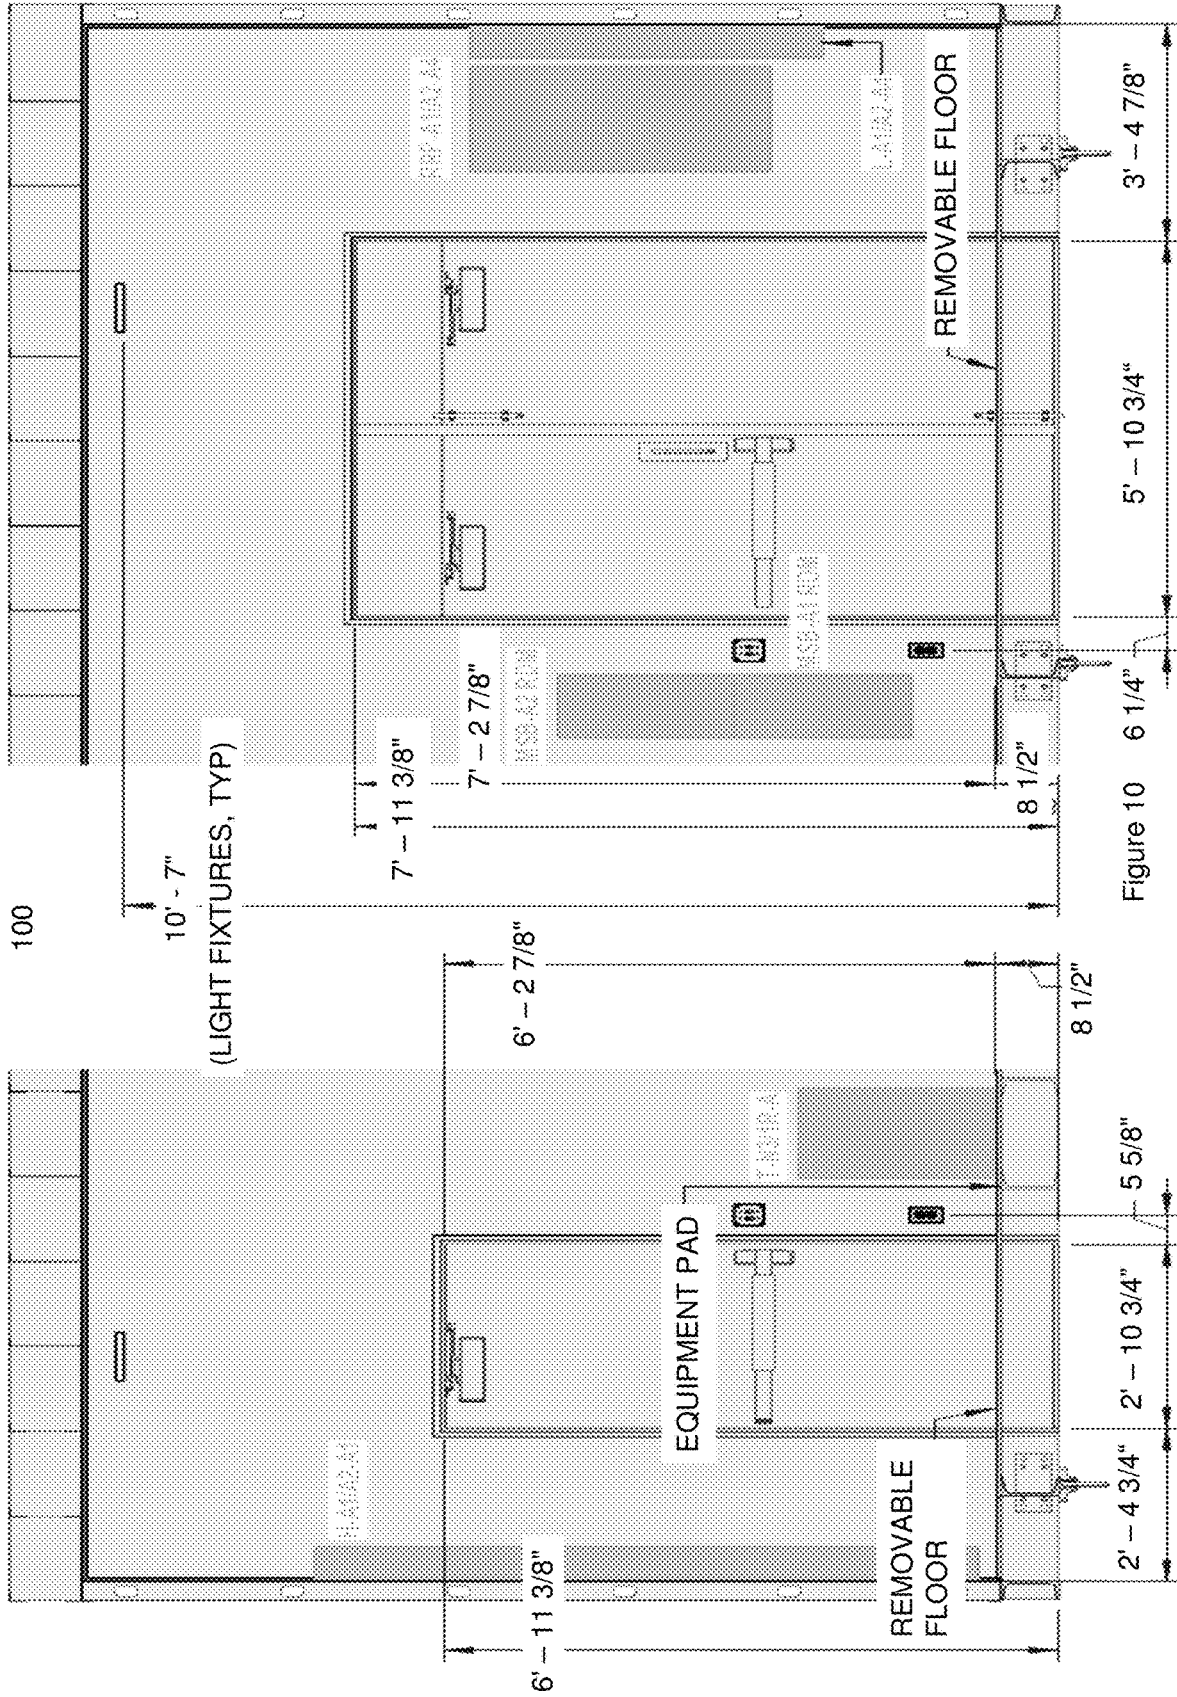 100
10' - 7"
(LIGHT FIXTURES, TYP)
7' – 11 3/8"
7' – 2 7/8"
8 1/2"
6' – 2 7/8"
8 1/2"
6' – 11 3/8"
EQUIPMENT PAD
REMOVABLE
FLOOR
REMOVABLE FLOOR
2' – 4 3/4"
2' – 10 3/4"
5 5/8"
6 1/4"
5' – 10 3/4"
3' – 4 7/8"
Figure 10